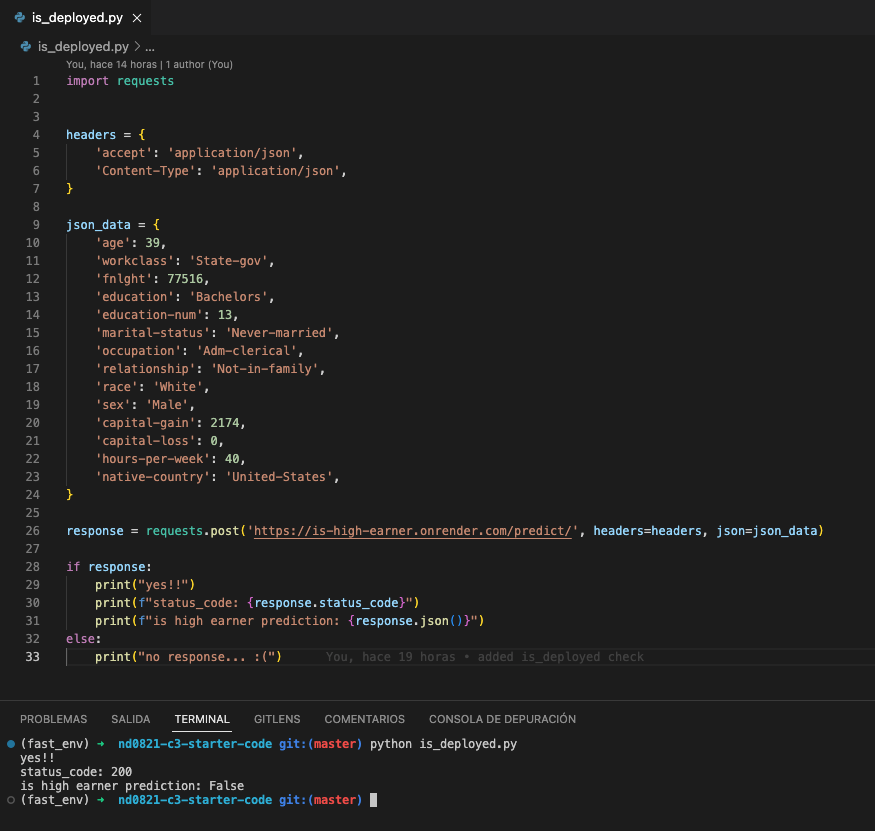 is_deployed.py ×
is_deployed.py > ...
You, hace 14 horas | 1 author (You)
1 import requests
2
3
4 headers = {
5     'accept': 'application/json',
6     'Content-Type': 'application/json',
7 }
8
9 json_data = {
10     'age': 39,
11     'workclass': 'State-gov',
12     'fnlght': 77516,
13     'education': 'Bachelors',
14     'education-num': 13,
15     'marital-status': 'Never-married',
16     'occupation': 'Adm-clerical',
17     'relationship': 'Not-in-family',
18     'race': 'White',
19     'sex': 'Male',
20     'capital-gain': 2174,
21     'capital-loss': 0,
22     'hours-per-week': 40,
23     'native-country': 'United-States',
24 }
25
26 response = requests.post('https://is-high-earner.onrender.com/predict/', headers=headers, json=json_data)
27
28 if response:
29     print("yes!!")
30     print(f"status_code: {response.status_code}")
31     print(f"is high earner prediction: {response.json()}")
32 else:
33     print("no response... :(")      You, hace 19 horas • added is_deployed check
PROBLEMAS SALIDA TERMINAL GITLENS COMENTARIOS CONSOLA DE DEPURACIÓN
(fast_env) → nd0821-c3-starter-code git:(master) python is_deployed.py
yes!!
status_code: 200
is high earner prediction: False
(fast_env) → nd0821-c3-starter-code git:(master)